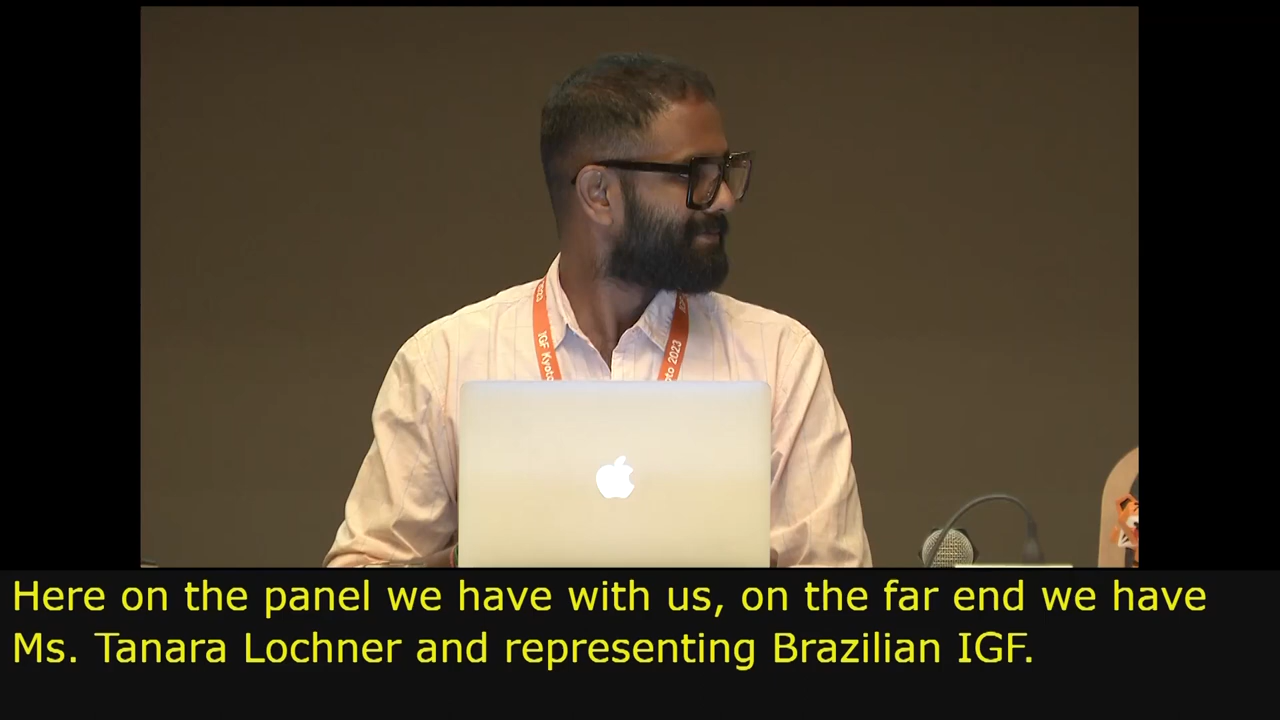 IGF Kyoto
oto 2023
Here on the panel we have with us, on the far end we have
Ms. Tanara Lochner and representing Brazilian IGF.